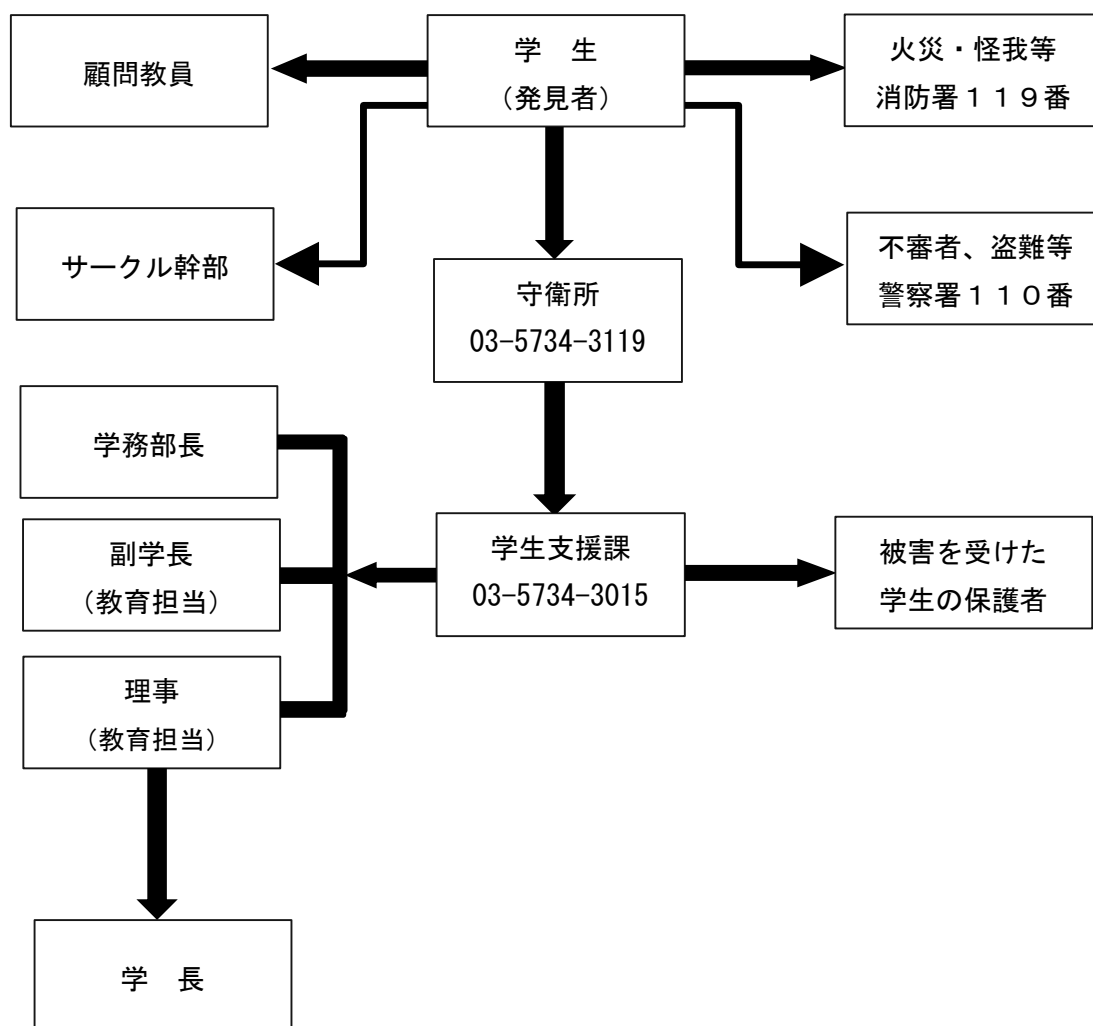 顧問教員
学　生
（発見者）
火災・怪我等
消防署１１９番
サークル幹部
不審者、盗難等
警察署１１０番
守衛所
03-5734-3119
学務部長
副学長
（教育担当）
学生支援課
03-5734-3015
被害を受けた
学生の保護者
理事
（教育担当）
学　長